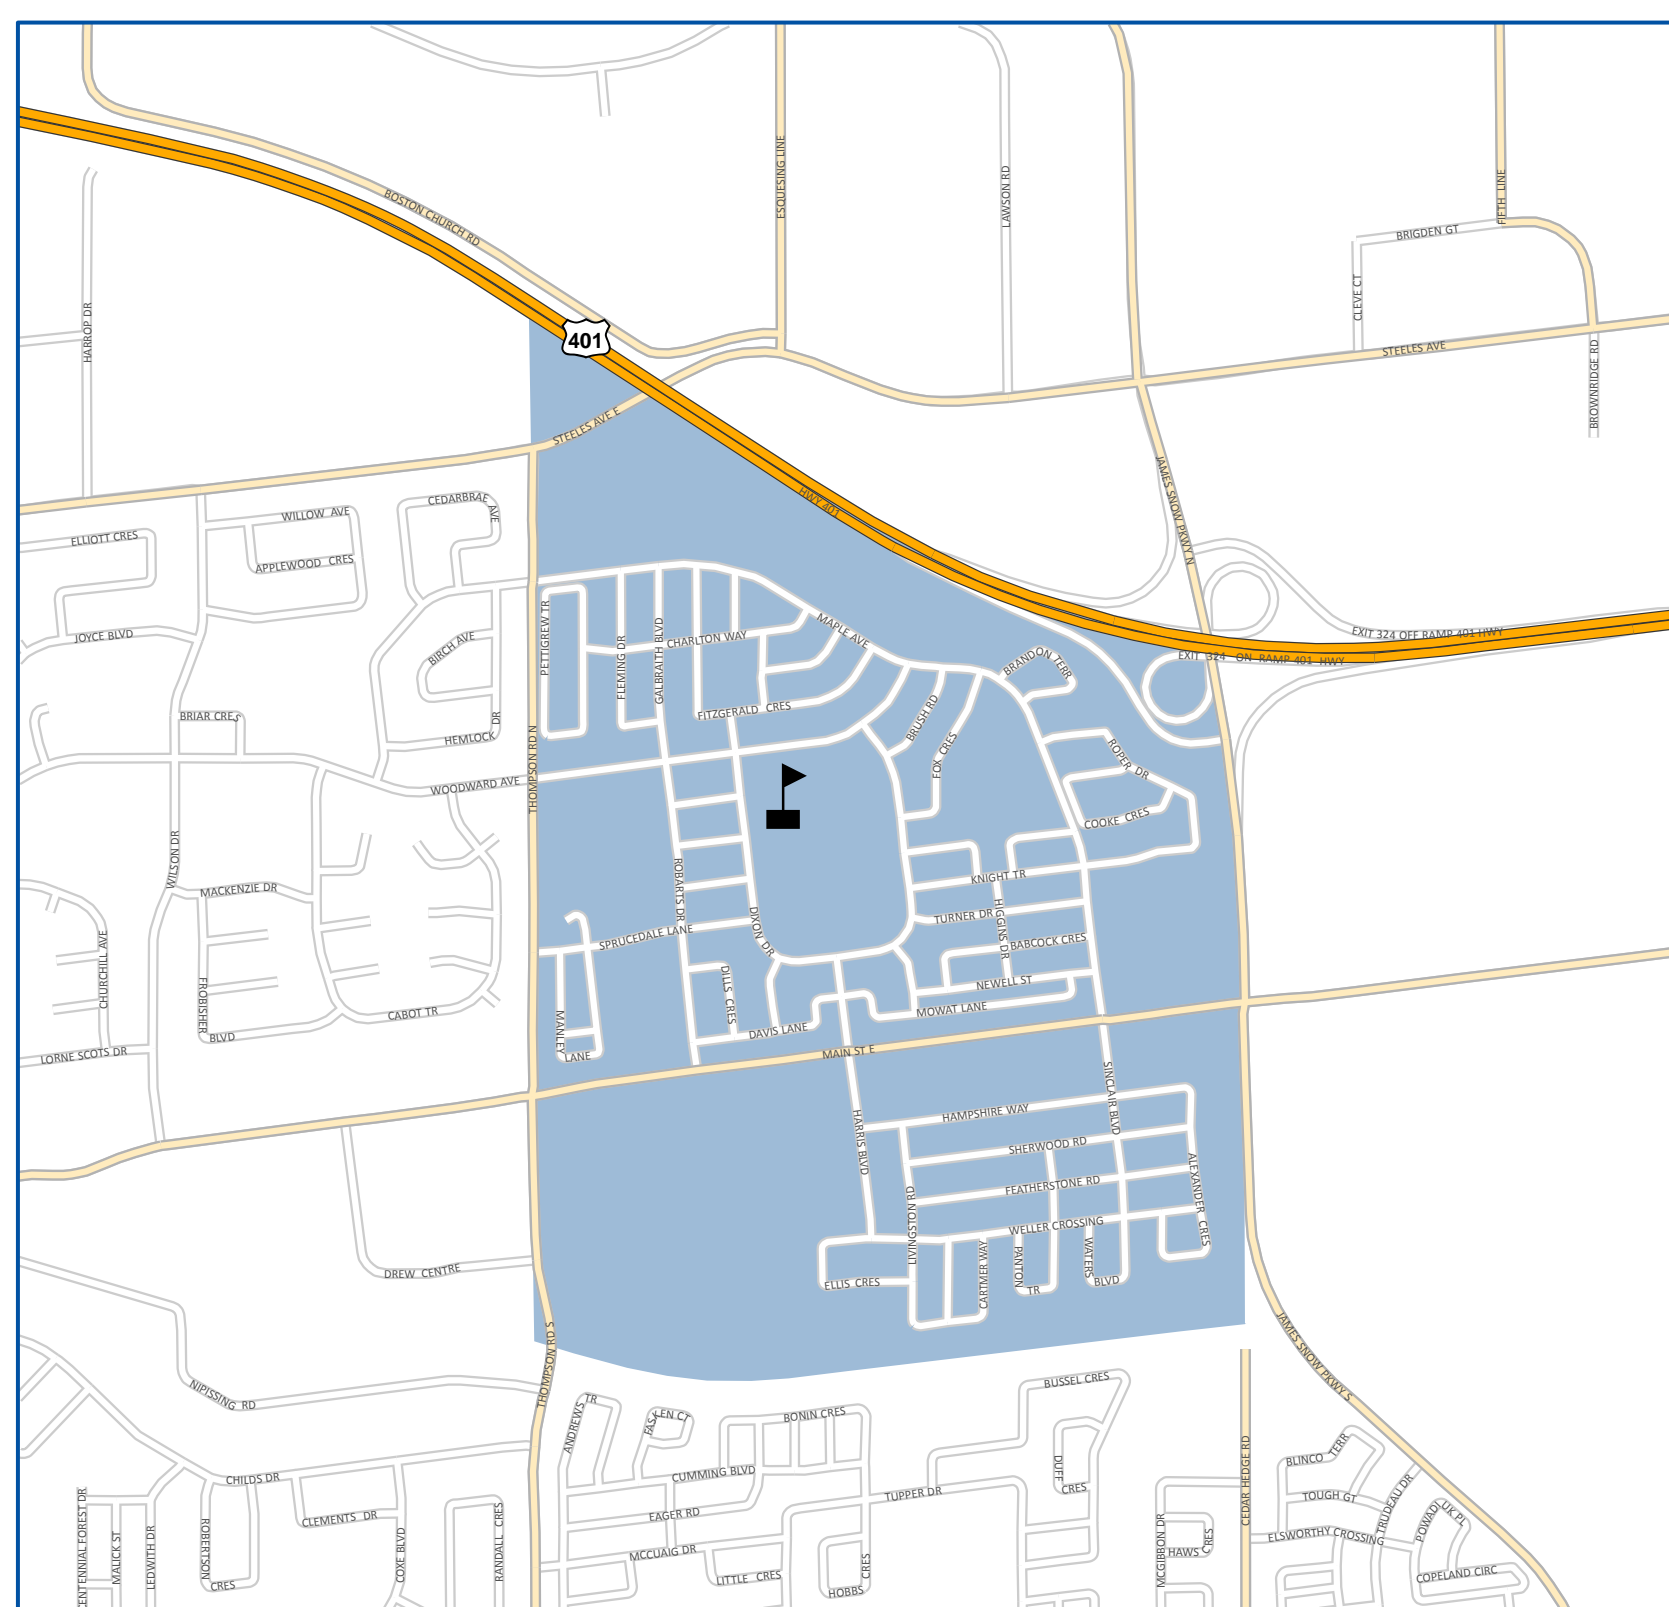 ESQUESING LINE
LAWSON RD
FIFTH LINE
BOSTON CHURCH RD
BRIGDEN GT
CLEVE CT
HARROP DR
401
STEELES AVE
BROWNRIDGE RD
STEELES AVE E
JAMES SNOW PKWY N
HWY 401
CEDARBRAE AVE
WILLOW AVE
ELLIOTT CRES
APPLEWOOD CRES
JOYCE BLVD
BIRCH AVE
PETTIGREW TR
FLEMING DR
GALBRAITH BLVD
CHARLTON WAY
MAPLE AVE
EXIT 324 OFF RAMP 401 HWY
EXIT 324 ON RAMP 401 HWY
BRANDON TERR
BRIAR CRES
HEMLOCK DR
FITZGERALD CRES
BRUSH RD
FOX CRES
ROPER DR
WOODWARD AVE
THOMPSON RD N
COOKE CRES
WILSON DR
MACKENZIE DR
ROBARTS DR
KNIGHT TR
TURNER DR
HIGGINS DR
BABCOCK CRES
SPRUCEDALE LANE
DIXON DR
CHURCHILL AVE
FROBISHER BLVD
CABOT TR
DILLS CRES
NEWELL ST
MOWAT LANE
MANLEY LANE
DAVIS LANE
LORNE SCOTS DR
MAIN ST E
SINCLAIR BLVD
HARRIS BLVD
HAMPSHIRE WAY
SHERWOOD RD
FEATHERSTONE RD
ALEXANDER CRES
LIVINGSTON RD
WELLER CROSSING
CARTMER WAY
PANTON TR
WATERS BLVD
ELLIS CRES
DREW CENTRE
THOMPSON RD S
JAMES SNOW PKWY S
NIPISSING RD
ANDREWS TR
LEN CT
BONIN CRES
BUSSEL CRES
CUMMING BLVD
DUFF CRES
CEDAR HEDGE RD
BLINCO TERR
CHILDS DR
TUPPER DR
TOUGH GT
TRUDEAU DR
CENTENNIAL FOREST DR
MALICK ST
LEDWITH DR
ROBERTSON CRES
CLEMENTS DR
COXE BLVD
RANDALL CRES
EAGER RD
MCCUAIG DR
LITTLE CRES
HOBBS CRES
MCGIBBON DR
HAWS CRES
ELSWORTHY CROSSING
POWADIUK PL
COPELAND CIRC